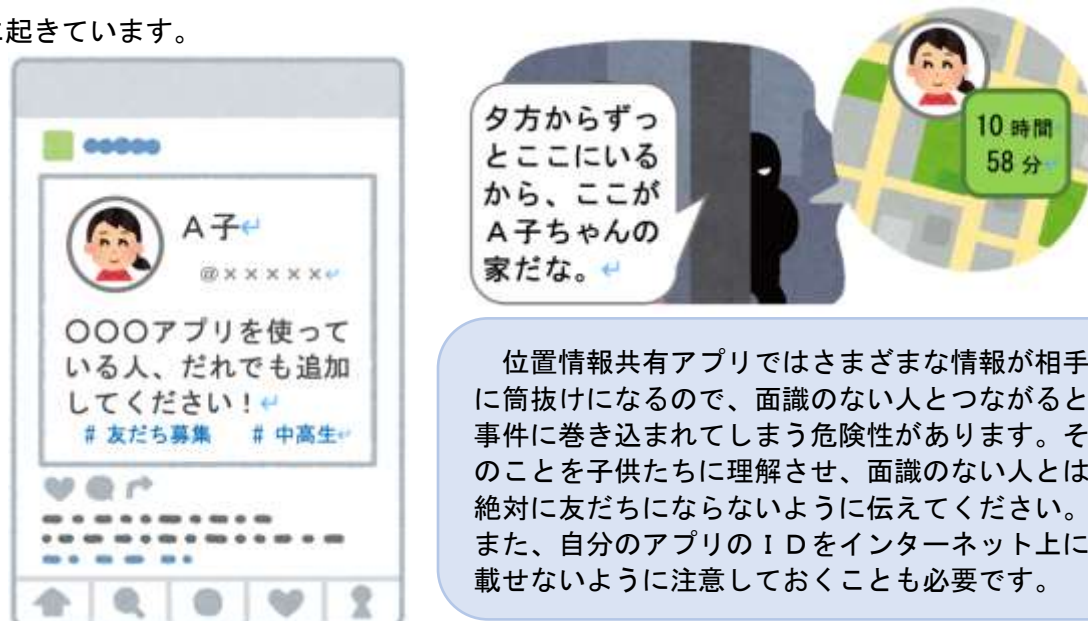 に起きています。
A子↵
@×××××↵
〇〇〇アプリを使って
いる人、だれでも追加
してください！↵
# 友だち募集 # 中高生↵
夕方からずっ
とここにいる
から、ここが
A子ちゃんの
家だな。↵
10 時間
58 分↵
位置情報共有アプリではさまざまな情報が相手
に筒抜けになるので、面識のない人とつながると
事件に巻き込まれてしまう危険性があります。そ
のことを子供たちに理解させ、面識のない人とは
絶対に友だちにならないように伝えてください。
また、自分のアプリのＩＤをインターネット上に
載せないように注意しておくことも必要です。